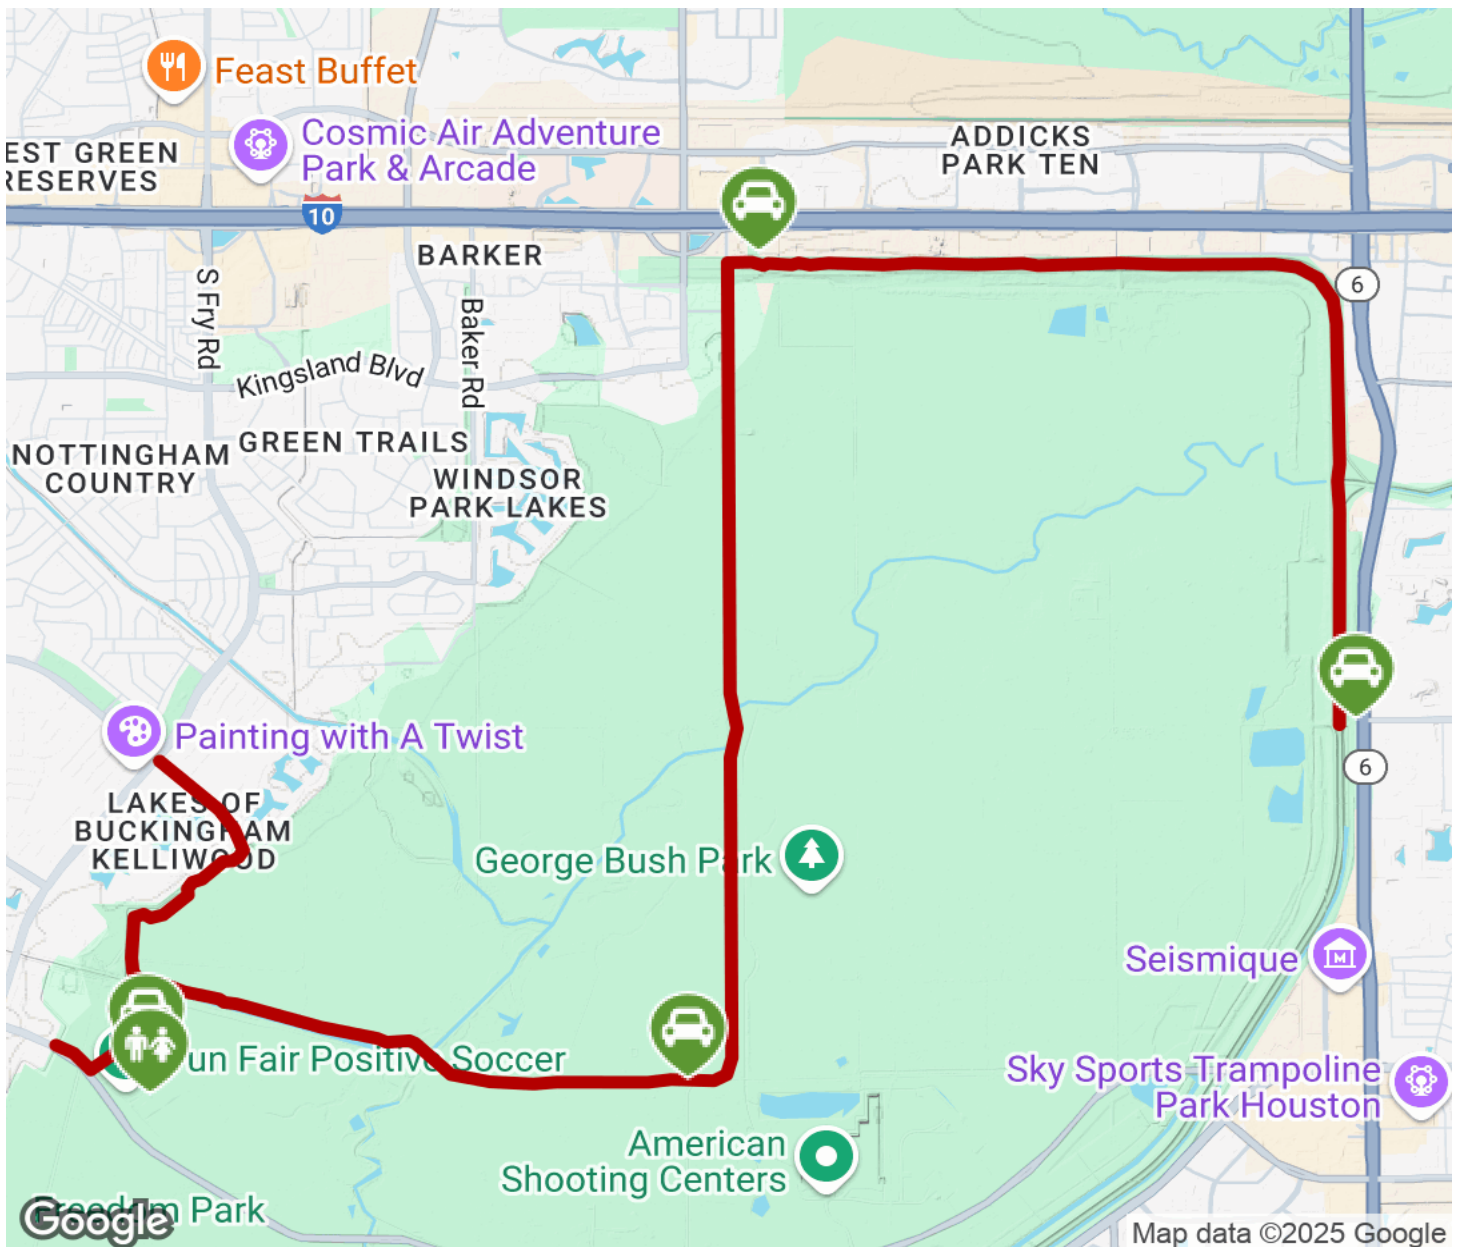 Feast Buffet
Cosmic Air Adventure
Park & Arcade
ADDICKS
PARK TEN
EST GREEN
RESERVES
10
BARKER
6
S Fry Rd
Baker Rd
Kingsland Blvd
GREEN TRAILS
NOTTINGHAM
COUNTRY
WINDSOR
PARK LAKES
Painting with A Twist
6
LAKES OF
BUCKINGHAM
KELLIWOOD
George Bush Park
Seismique
un Fair Positive Soccer
Sky Sports Trampoline
Park Houston
American
Shooting Centers
Freedom Park
Google
Map data ©2025 Google